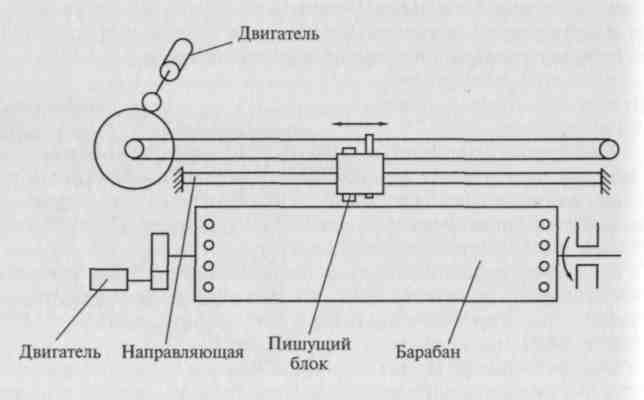 Двигатель
Двигатель
Направляющая
Пишущий
блок
Барабан